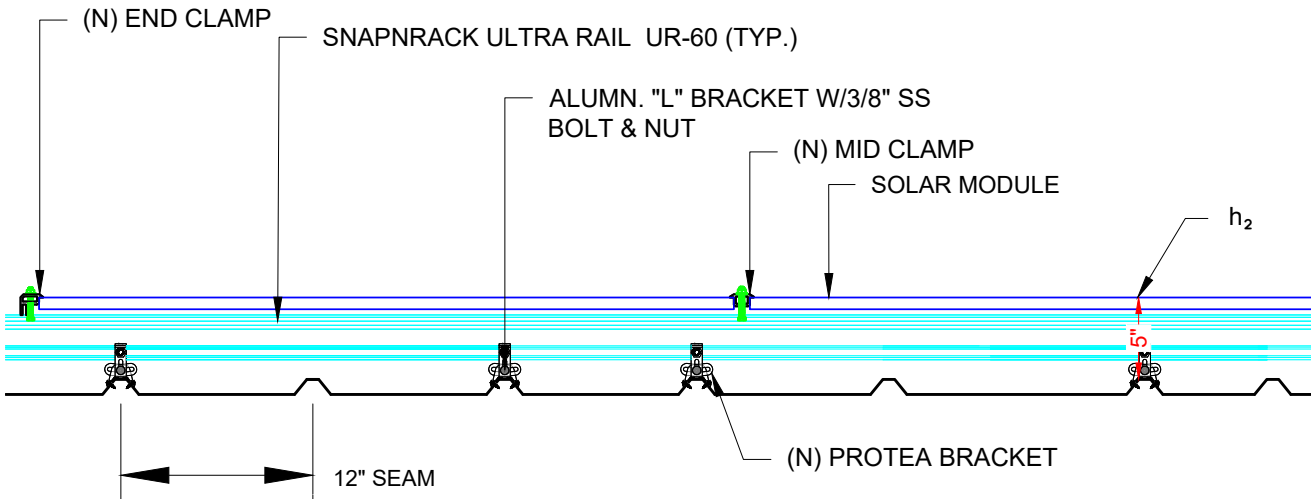 (N) END CLAMP
SNAPNRACK ULTRA RAIL UR-60 (TYP.)
ALUMN. "L" BRACKET W/3/8" SS
BOLT & NUT
(N) MID CLAMP
SOLAR MODULE
h₂
5"
(N) PROTEA BRACKET
12" SEAM